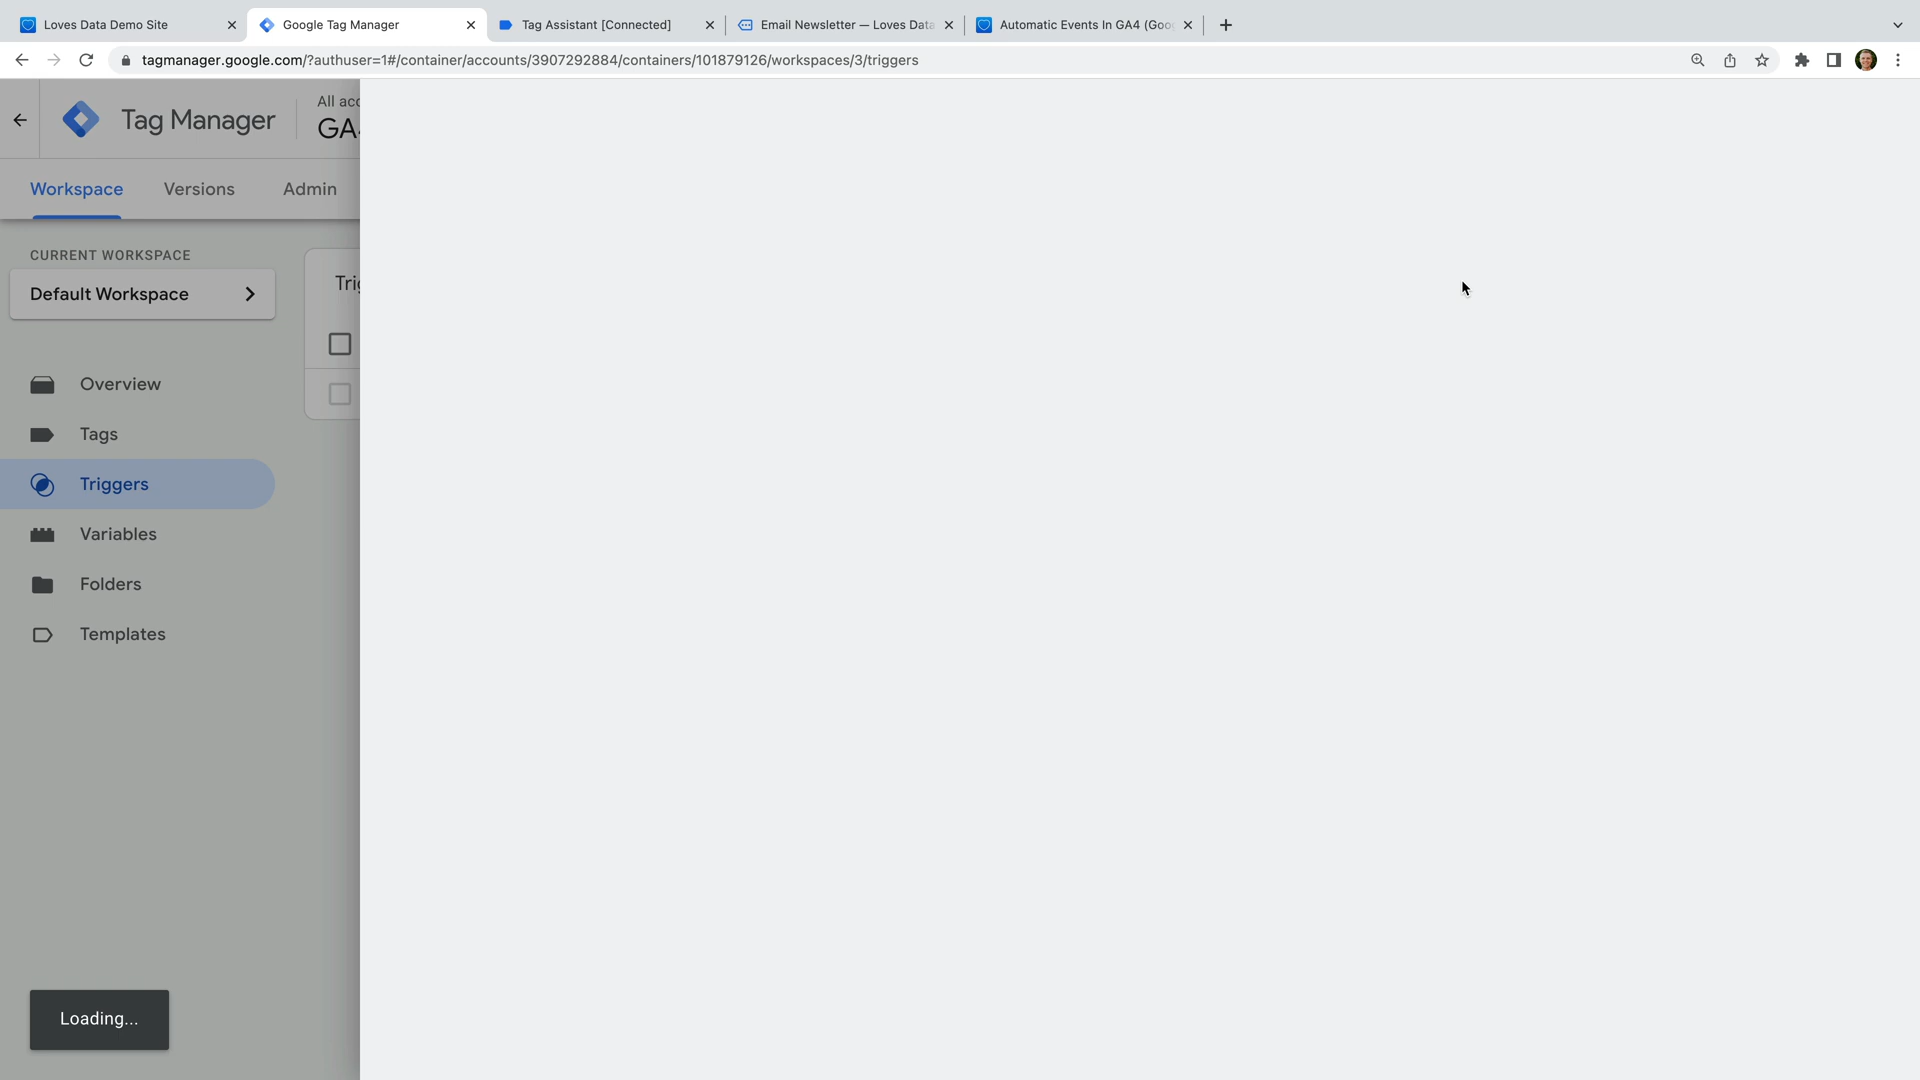 Loves Data Demo Site
Google Tag Manager
Tag Assistant [Connected]
Email Newsletter — Loves Data
Automatic Events In GA4 (Goo
tagmanager.google.com/?authuser=1#/container/accounts/3907292884/containers/101879126/workspaces/3/triggers
Tag Manager
All acc
GA4
Workspace
Versions
Admin
CURRENT WORKSPACE
Default Workspace
Trig
Overview
Tags
Triggers
Variables
Folders
Templates
Loading...